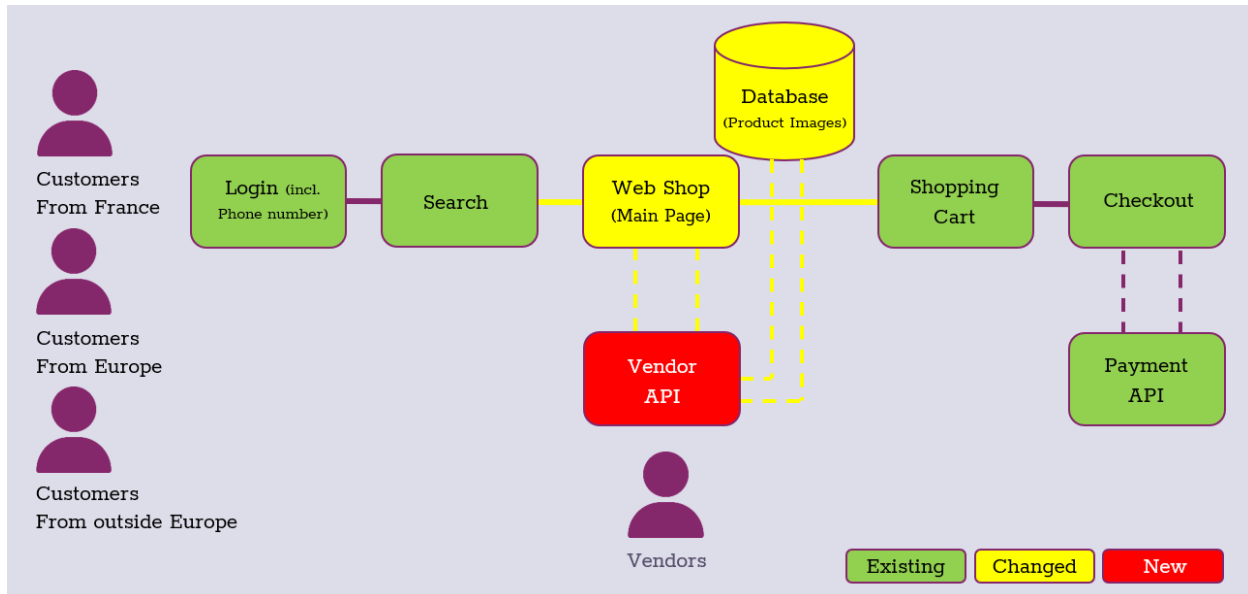 Customers
From France
Customers
From Europe
Customers
From outside Europe
Login (incl.
Phone number)
Search
Web Shop
(Main Page)
Database
(Product Images)
Shopping
Cart
Checkout
Vendor
API
Payment
API
Vendors
Existing
Changed
New